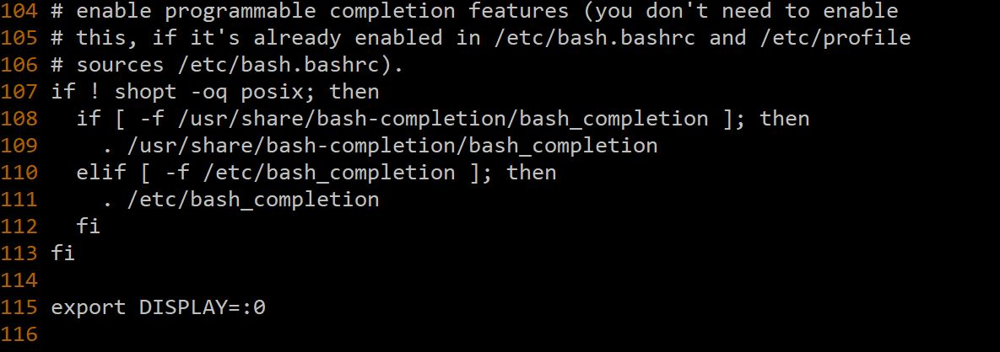 104 # enable programmable completion features (you don't need to enable
105 # this, if it's already enabled in /etc/bash.bashrc and /etc/profile
106 # sources /etc/bash.bashrc).
107 if ! shopt -oq posix; then
108   if [ -f /usr/share/bash-completion/bash_completion ]; then
109     . /usr/share/bash-completion/bash_completion
110   elif [ -f /etc/bash_completion ]; then
111     . /etc/bash_completion
112   fi
113 fi
114
115 export DISPLAY=:0
116